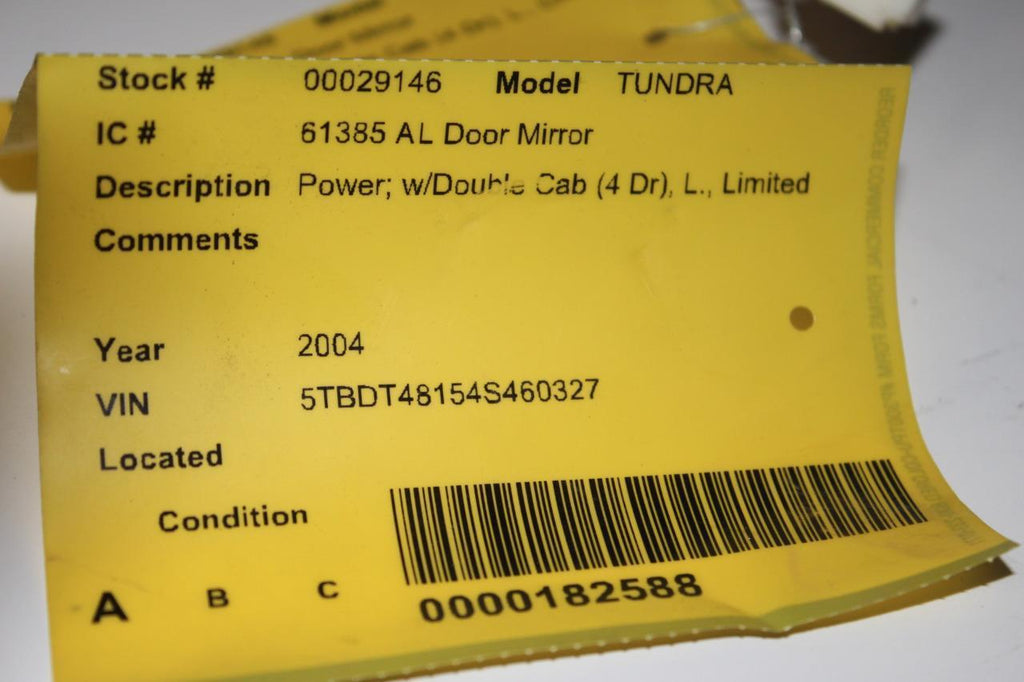 Stock # 00029146 Model TUNDRA
IC # 61385 AL Door Mirror
Description Power; w/Double Cab (4 Dr), L., Limited
Comments
Year 2004
VIN 5TBDT48154S460327
Located
Condition
A B C
0000182588